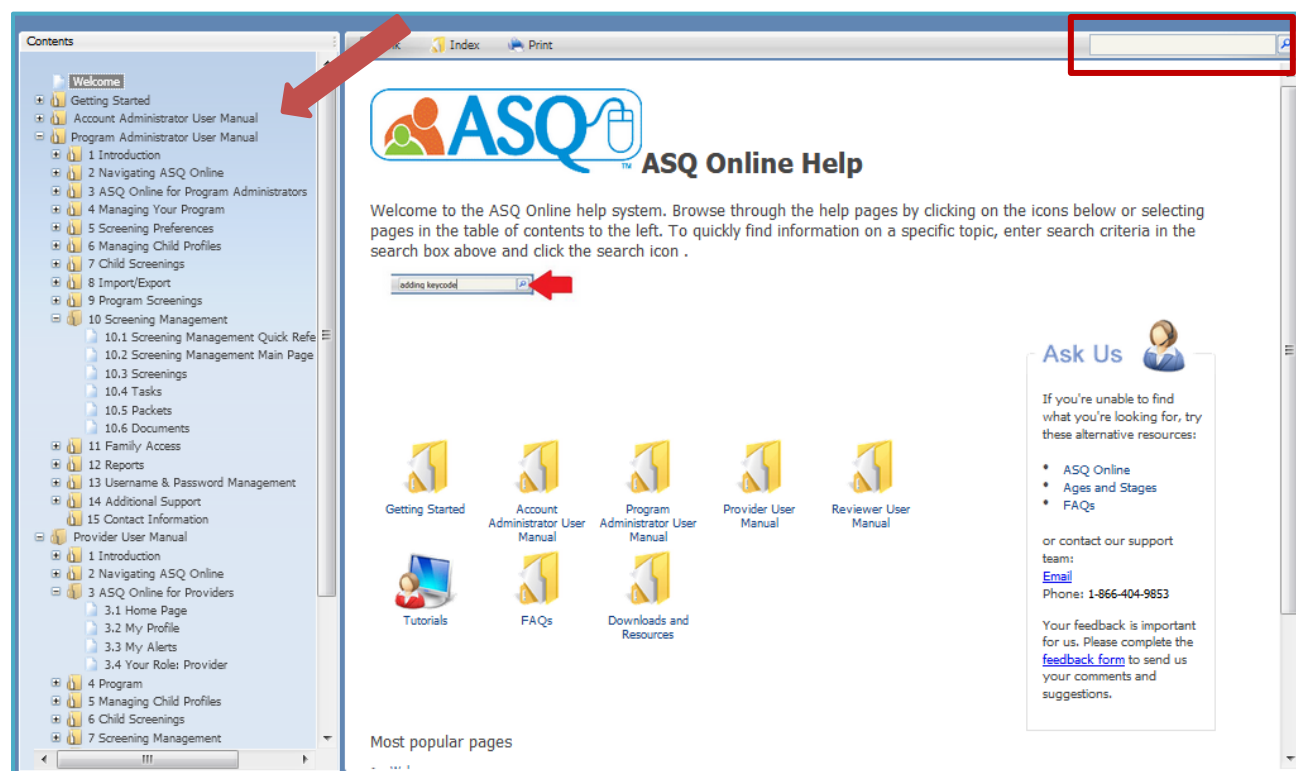 Contents
Welcome
Getting Started
Account Administrator User Manual
Program Administrator User Manual
1 Introduction
2 Navigating ASQ Online
3 ASQ Online for Program Administrators
4 Managing Your Program
5 Screening Preferences
6 Managing Child Profiles
7 Child Screenings
8 Import/Export
9 Program Screenings
10 Screening Management
10.1 Screening Management Quick Refe
10.2 Screening Management Main Page
10.3 Screenings
10.4 Tasks
10.5 Packets
10.6 Documents
11 Family Access
12 Reports
13 Username & Password Management
14 Additional Support
15 Contact Information
Provider User Manual
1 Introduction
2 Navigating ASQ Online
3 ASQ Online for Providers
3.1 Home Page
3.2 My Profile
3.3 My Alerts
3.4 Your Role: Provider
4 Program
5 Managing Child Profiles
6 Child Screenings
7 Screening Management
Index Print
ASQ TM
ASQ Online Help
Welcome to the ASQ Online help system. Browse through the help pages by clicking on the icons below or selecting
pages in the table of contents to the left. To quickly find information on a specific topic, enter search criteria in the
search box above and click the search icon .
adding keycode
Getting Started
Account
Administrator User
Manual
Program
Administrator User
Manual
Provider User
Manual
Reviewer User
Manual
Tutorials
FAQs
Downloads and
Resources
Ask Us
If you're unable to find
what you're looking for, try
these alternative resources:
* ASQ Online
* Ages and Stages
* FAQs
or contact our support
team:
Email
Phone: 1-866-404-9853
Your feedback is important
for us. Please complete the
feedback form to send us
your comments and
suggestions.
Most popular pages